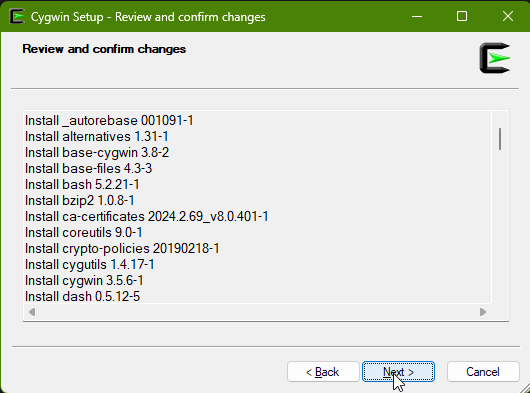 Cygwin Setup - Review and confirm changes
Review and confirm changes
Install _autorebase 001091-1
Install alternatives 1.31-1
Install base-cygwin 3.8-2
Install base-files 4.3-3
Install bash 5.2.21-1
Install bzip2 1.0.8-1
Install ca-certificates 2024.2.69_v8.0.401-1
Install coreutils 9.0-1
Install crypto-policies 20190218-1
Install cygutils 1.4.17-1
Install cygwin 3.5.6-1
Install dash 0.5.12-5
< Back Next > Cancel